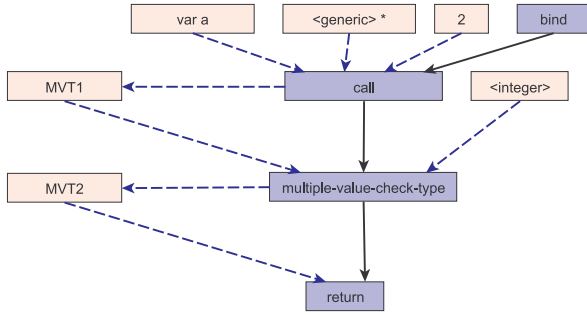 var a
<generic> *
2
bind
MVT1
call
<integer>
MVT2
multiple-value-check-type
return